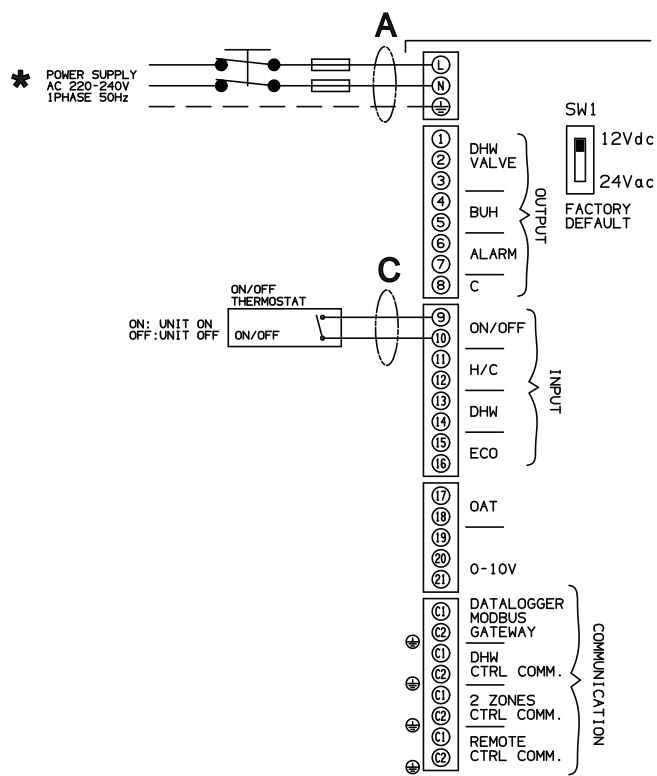 A
*
POWER SUPPLY
AC 220-240V
1PHASE 50Hz
L
N
SW1
12Vdc
24Vac
FACTORY
DEFAULT
1
2
3
DHW
VALVE
4
5
BUH
6
7
ALARM
8
C
OUTPUT
C
ON/OFF
THERMOSTAT
ON: UNIT ON
OFF:UNIT OFF
ON/OFF
9
10
ON/OFF
11
12
H/C
13
14
DHW
15
16
ECO
INPUT
17
18
OAT
19
20
21
0-10V
C1
C2
DATALOGGER
MODBUS
GATEWAY
C1
C2
DHW
CTRL COMM.
C1
C2
2 ZONES
CTRL COMM.
C1
C2
REMOTE
CTRL COMM.
COMMUNICATION